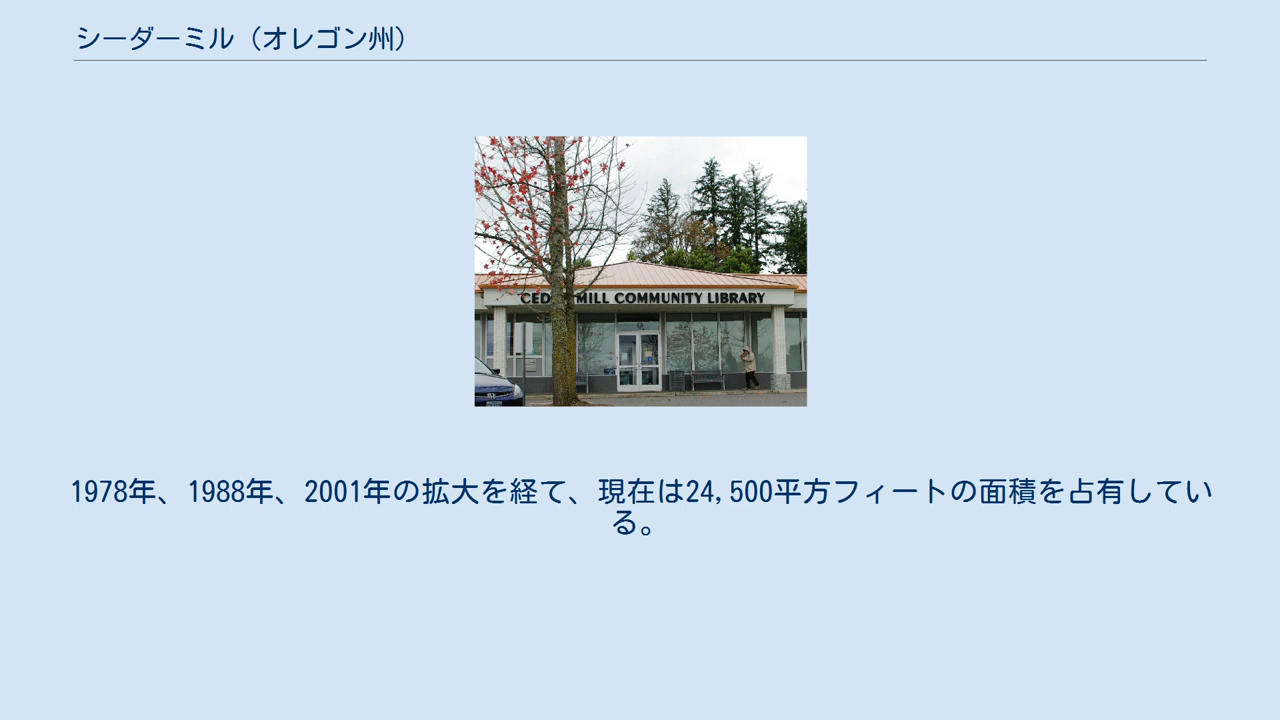 シーダーミル（オレゴン州）
CED MILL COMMUNITY LIBRARY
1978年、1988年、2001年の拡大を経て、現在は24,500平方フィートの面積を占有してい
る。